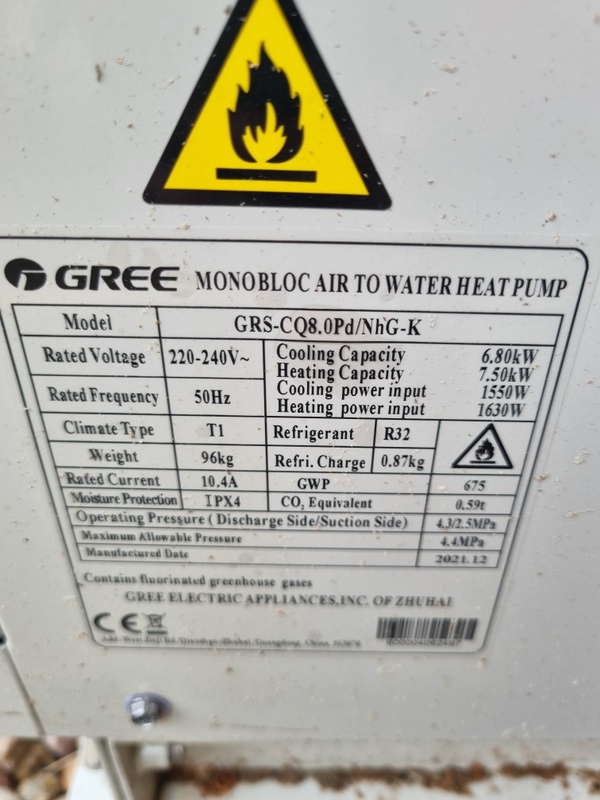 GREE MONOBLOC AIR TO WATER HEAT PUMP
Model GRS-CQ8.0Pd/NhG-K
Rated Voltage 220-240V~ Cooling Capacity 6.80kW
Heating Capacity 7.50kW
Rated Frequency 50Hz Cooling power input 1550W
Heating power input 1630W
Climate Type T1 Refrigerant R32
Weight 96kg Refri. Charge 0.87kg
Rated Current 10.4A GWP 675
Moisture Protection IPX4 CO₂ Equivalent 0.59t
Operating Pressure (Discharge Side/Suction Side) 4.3/2.5MPa
Maximum Allowable Pressure 4.4MPa
Manufactured Date 2021.12
Contains fluorinated greenhouse gases
GREE ELECTRIC APPLIANCES,INC. OF ZHUHAI
CE
Zhuhai, Guangdong, China,